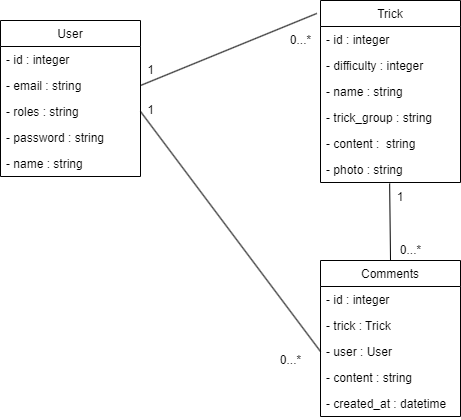 User
- id : integer
- email : string
- roles : string
- password : string
- name : string
1
1
0...*
0...*
Trick
- id : integer
- difficulty : integer
- name : string
- trick_group : string
- content :  string
- photo : string
1
0...*
Comments
- id : integer
- trick : Trick
- user : User
- content : string
- created_at : datetime